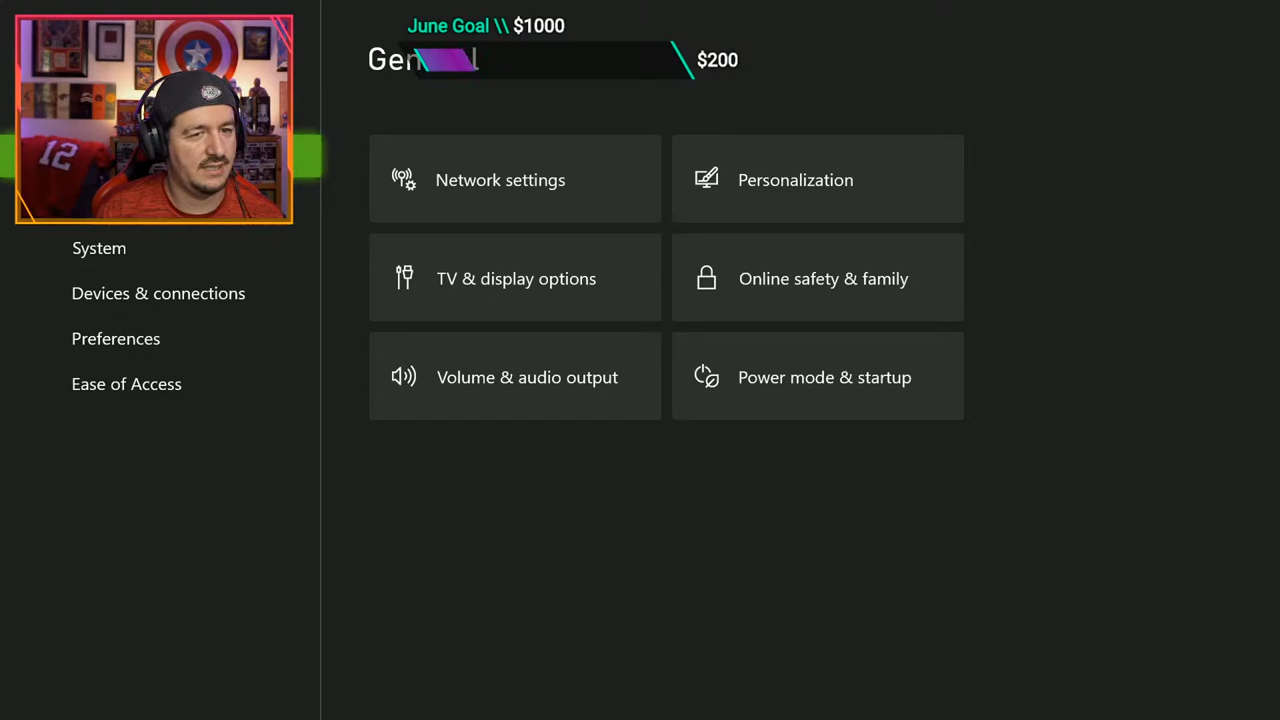 June Goal \\ $1000
$200
12
System
Devices & connections
Preferences
Ease of Access
Network settings
Personalization
TV & display options
Online safety & family
Volume & audio output
Power mode & startup